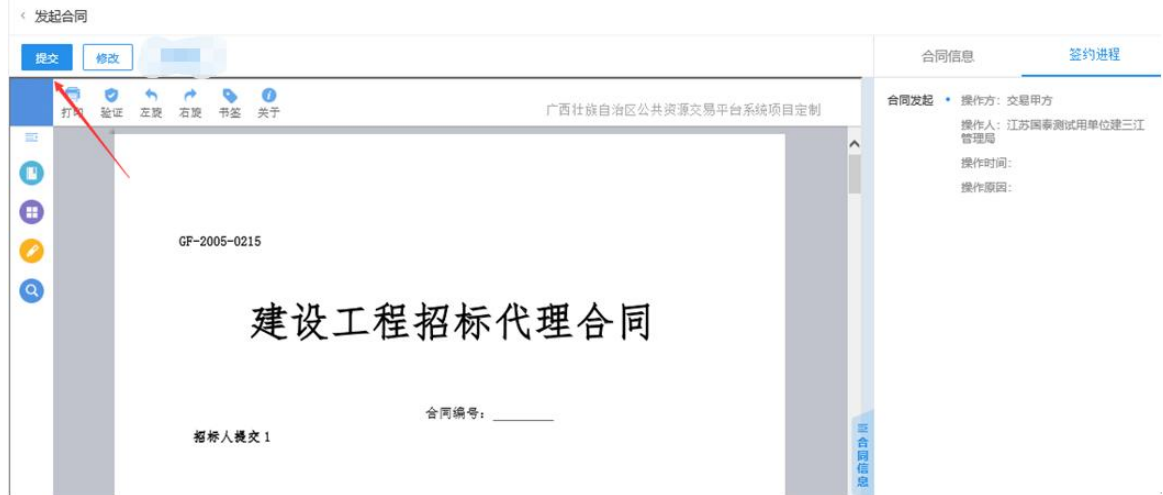 发起合同
提交 修改
合同信息 签约进程
打印 验证 左旋 右旋 书签 关于
广西壮族自治区公共资源交易平台系统项目定制
合同发起 操作方：交易甲方
操作人：江苏国泰测试用单位建三江
管理局
操作时间：
操作原因：
GF-2005-0215
建设工程招标代理合同
合同编号：
招标人提交 1
合同信息